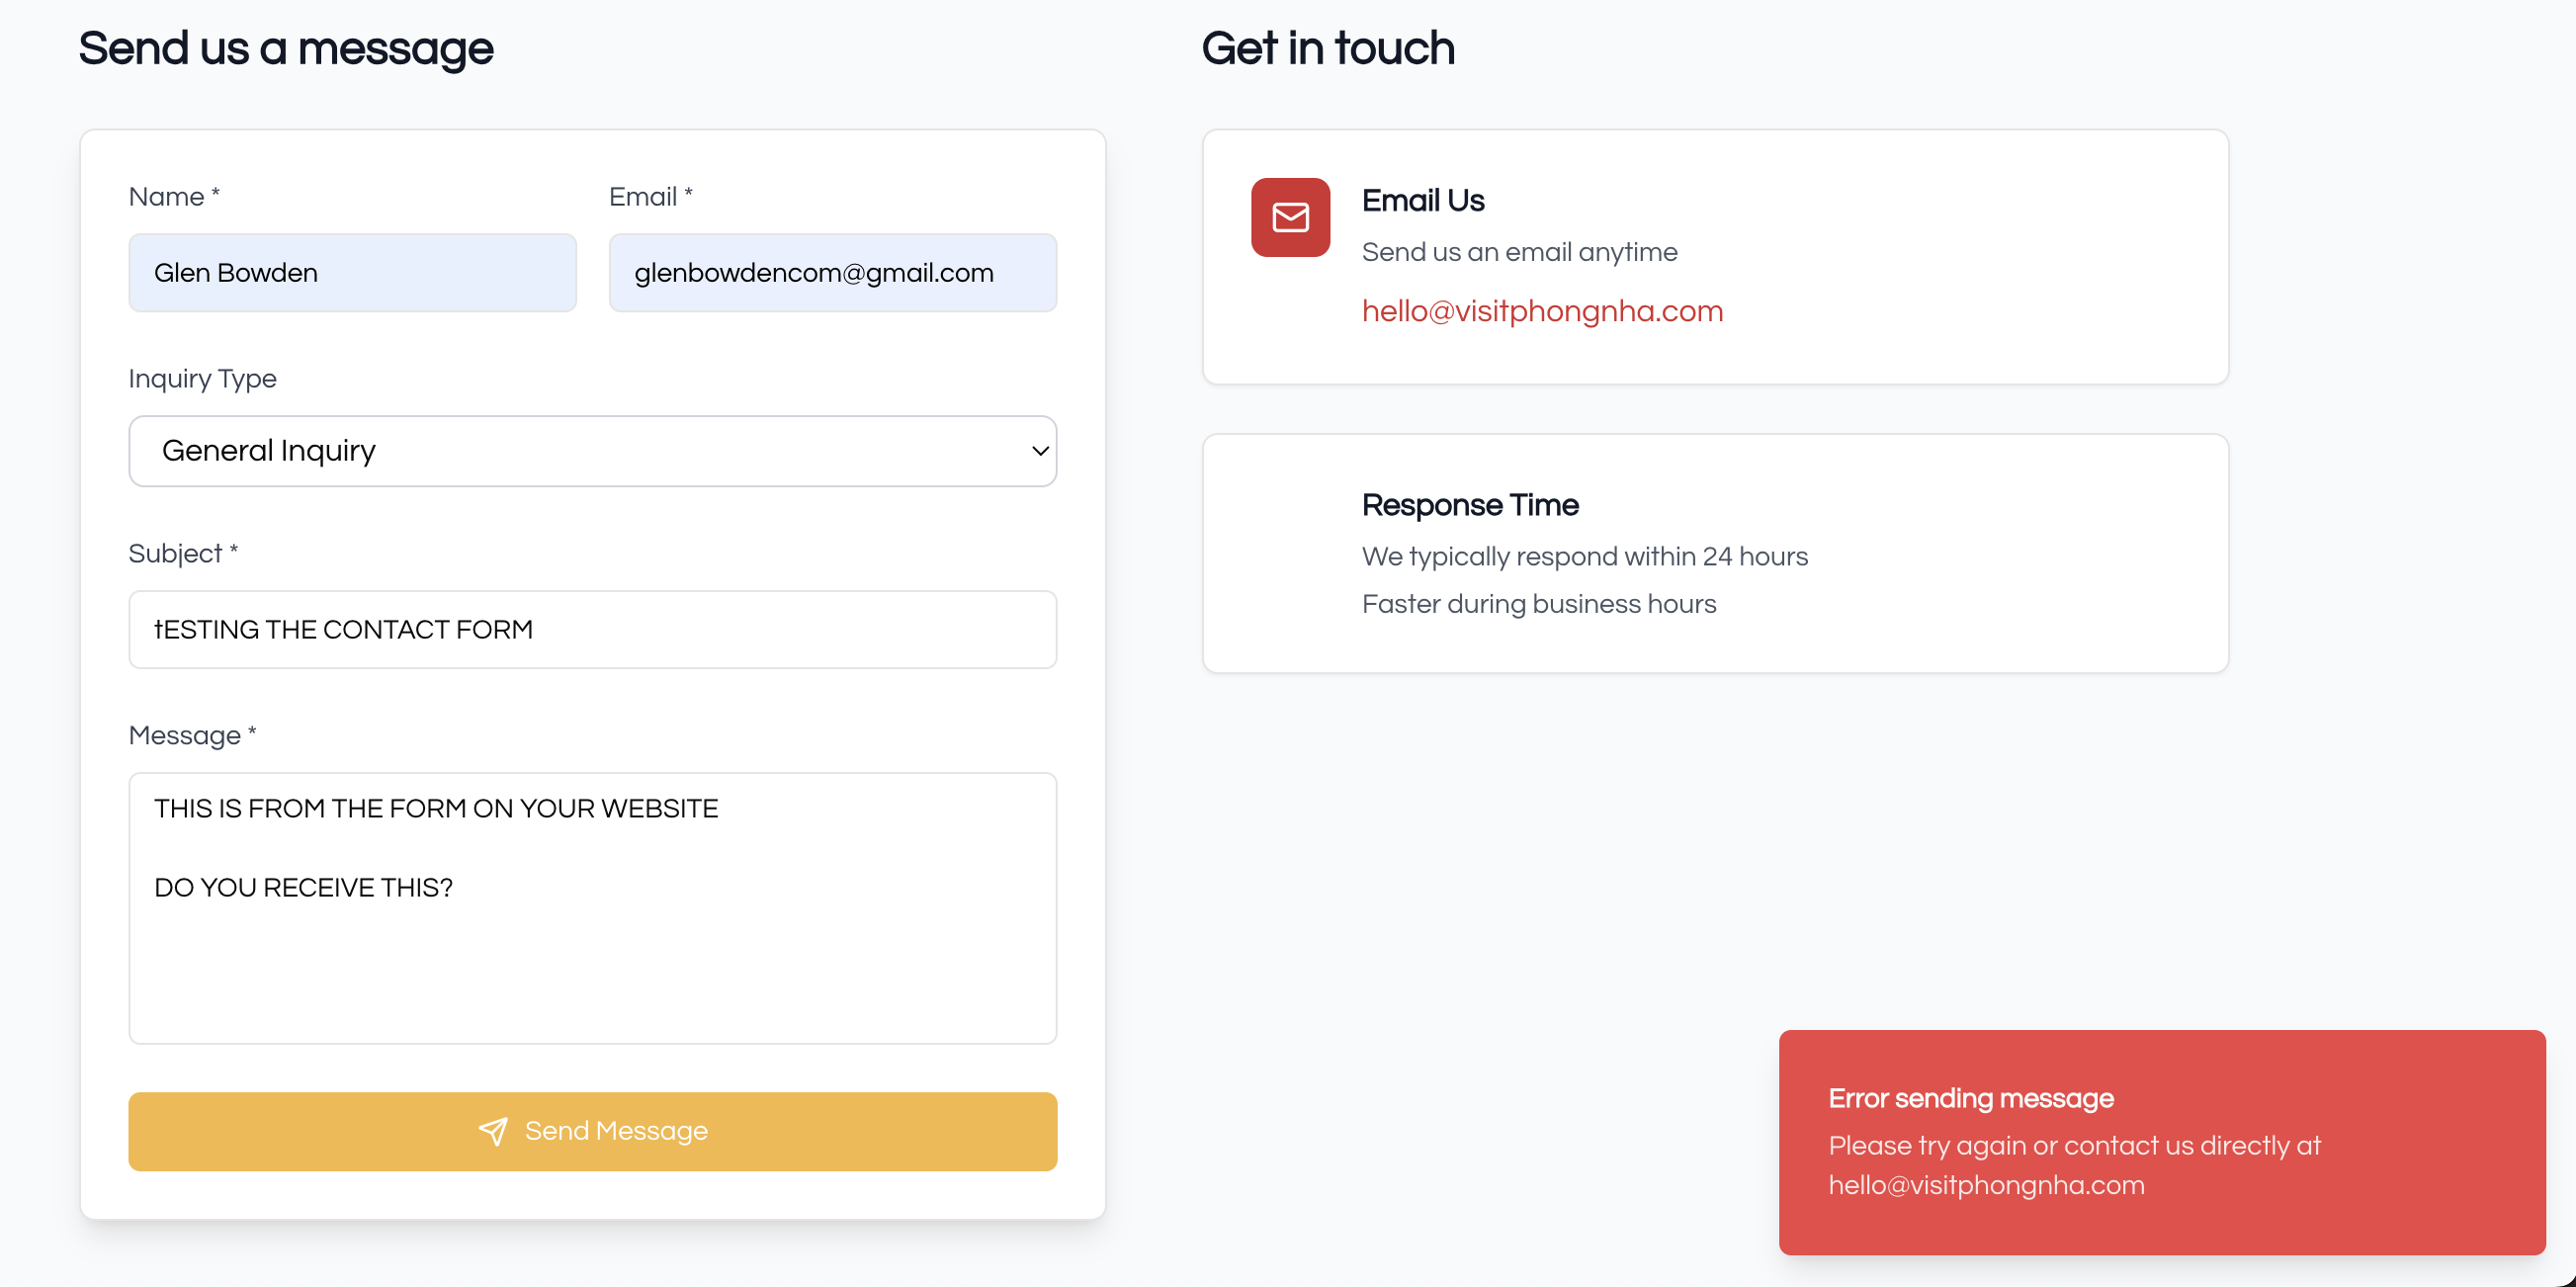 Send us a message
Name *
Email *
Glen Bowden
glenbowdencom@gmail.com
Inquiry Type
General Inquiry
Subject *
tESTING THE CONTACT FORM
Message *
THIS IS FROM THE FORM ON YOUR WEBSITE
DO YOU RECEIVE THIS?
Send Message
Get in touch
Email Us
Send us an email anytime
hello@visitphongnha.com
Response Time
We typically respond within 24 hours
Faster during business hours
Error sending message
Please try again or contact us directly at
hello@visitphongnha.com